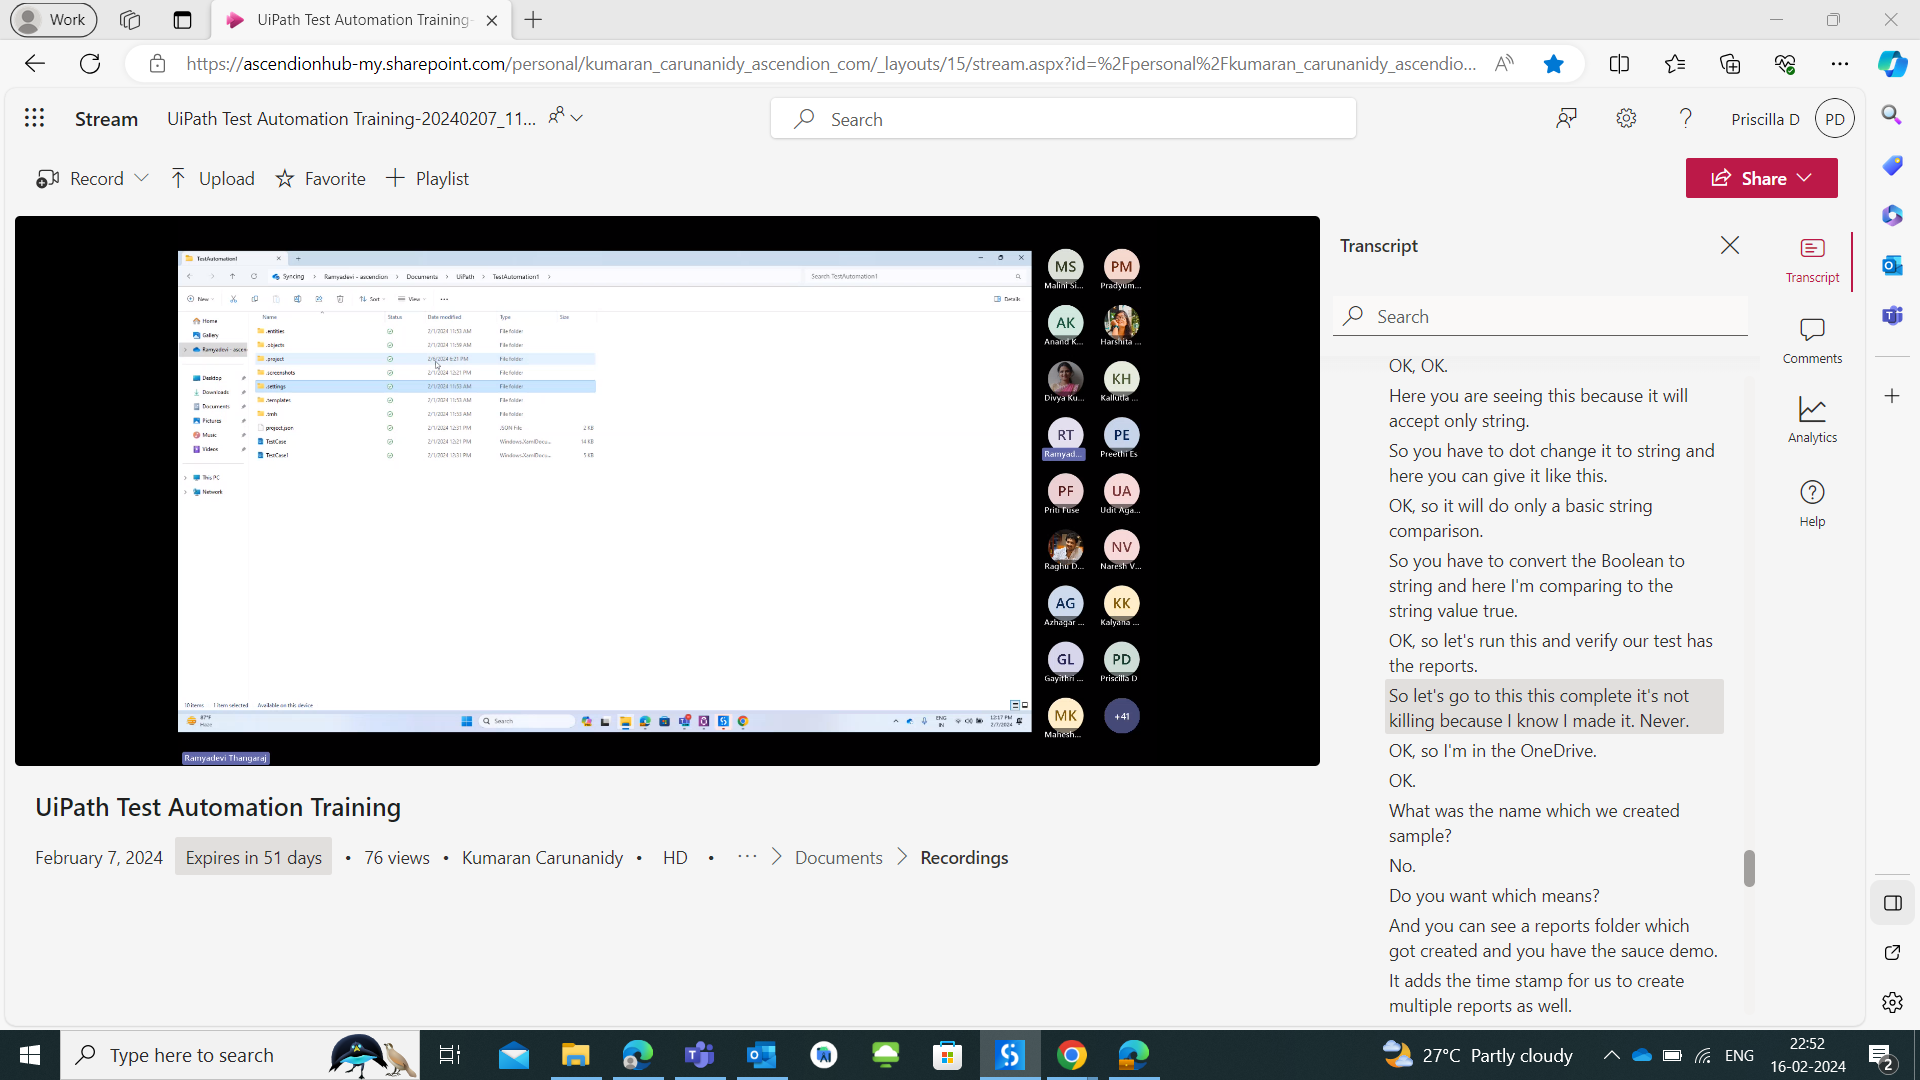 Work
UiPath Test Automation Training-
https://ascendionhub-my.sharepoint.com/personal/kumaran_carunanidy_ascendion_com/_layouts/15/stream.aspx?id=%2Fpersonal%2Fkumaran_carunanidy_ascendio...
Stream
UiPath Test Automation Training-20240207_11...
Search
Priscilla D
PD
Record
Upload
Favorite
Playlist
Share
TestAutomation1
Syncing > Ramyadevi - ascendion > Documents > UiPath > TestAutomation1 >
Search TestAutomation1
New
Sort
View
Details
Name Status Date modified Type Size
Home
Gallery
Ramyadevi - ascen
Desktop
Downloads
Documents
Pictures
Music
Videos
This PC
Network
.entities 2/1/2024 11:53 AM File folder
.objects 2/1/2024 11:59 AM File folder
.project 2/6/2024 6:21 PM File folder
.screenshots 2/1/2024 12:21 PM File folder
.settings 2/1/2024 11:53 AM File folder
.templates 2/1/2024 11:53 AM File folder
.tmh 2/1/2024 11:53 AM File folder
project.json 2/1/2024 12:31 PM JSON File 2 KB
TestCase 2/1/2024 12:21 PM Windows.XamlDocu... 14 KB
TestCase1 2/1/2024 12:31 PM Windows.XamlDocu... 5 KB
10 items 1 item selected Available on this device
87°F
Haze
Search
ENG
IN
12:17 PM
2/7/2024
Ramyadevi Thangaraj
MS
Malini Si...
PM
Pradyum...
AK
Anand K...
Harshita ...
Divya Ku...
KH
Kallutla ...
RT
Ramyad...
PE
Preethi Es
PF
Priti Fuse
UA
Udit Aga...
Raghu D...
NV
Naresh V...
AG
Azhagar ...
KK
Kalyana ...
GL
Gayithri ...
PD
Priscilla D
MK
Mahesh...
+41
Transcript
Search
OK, OK.
Here you are seeing this because it will
accept only string.
So you have to dot change it to string and
here you can give it like this.
OK, so it will do only a basic string
comparison.
So you have to convert the Boolean to
string and here I'm comparing to the
string value true.
OK, so let's run this and verify our test has
the reports.
So let's go to this this complete it's not
killing because I know I made it. Never.
OK, so I'm in the OneDrive.
OK.
What was the name which we created
sample?
No.
Do you want which means?
And you can see a reports folder which
got created and you have the sauce demo.
It adds the time stamp for us to create
multiple reports as well.
Transcript
Comments
Analytics
Help
UiPath Test Automation Training
February 7, 2024 Expires in 51 days • 76 views • Kumaran Carunanidy • HD • ... > Documents > Recordings
Type here to search
27°C Partly cloudy
ENG
22:52
16-02-2024
2